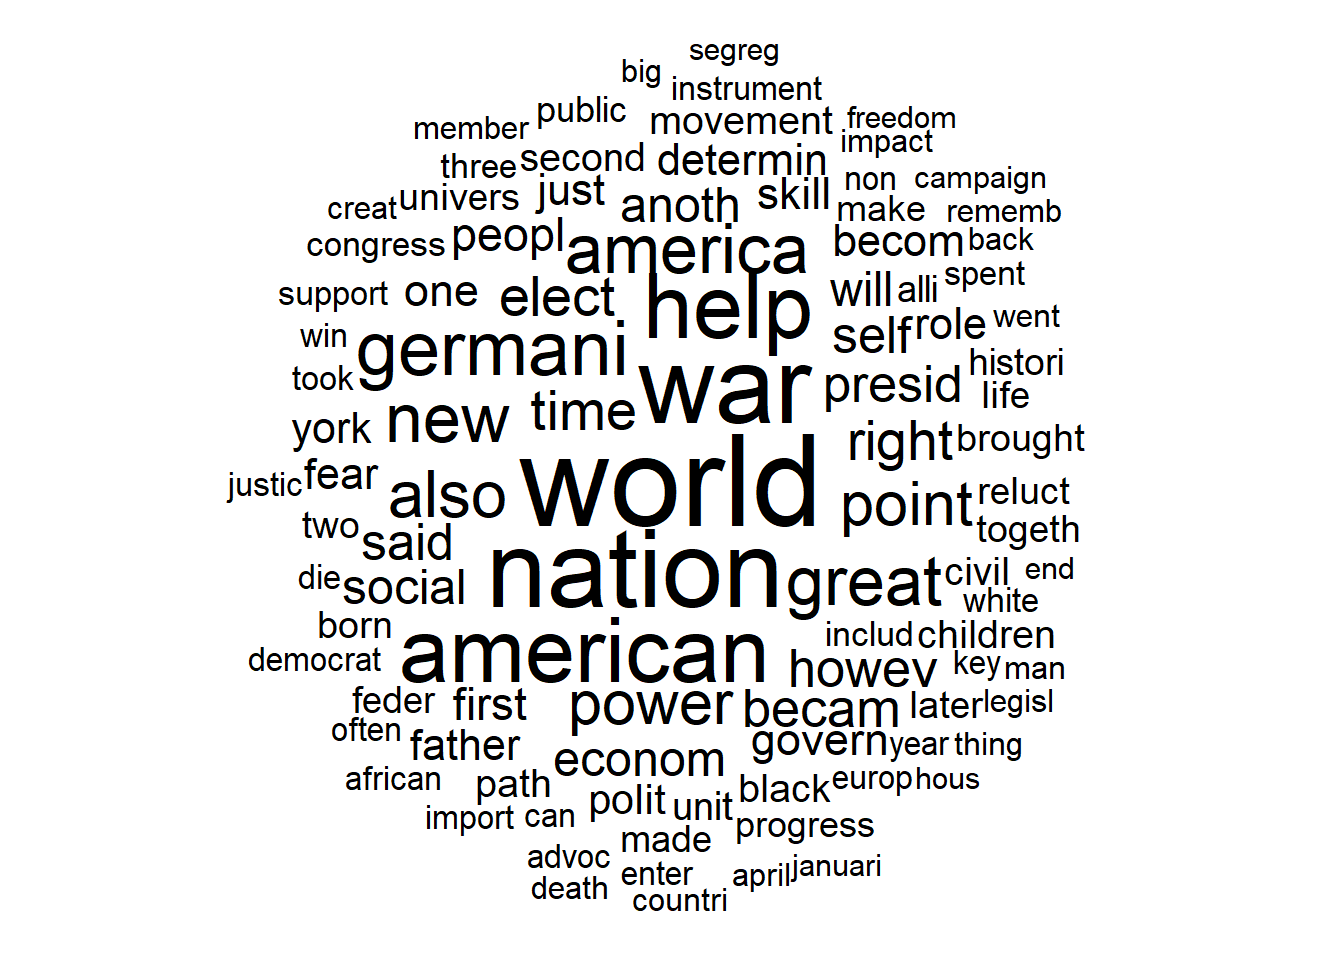 segreg
big
instrument
public
movement
freedom
member
impact
three
second
determin
non
campaign
creat
univers
just
anoth
skill
make
rememb
congress
peopl
america
becom
back
support
one
elect
help
will
alli
spent
win
germani
self
role
went
took
new
time
war
presid
histori
life
york
right
brought
justic
fear
also
world
point
reluct
two
said
togeth
die
social
nation
great
civil
end
white
born
includ
children
democrat
american
howev
key
man
feder
first
power
becam
later
legisl
often
father
econom
govern
year
thing
african
path
polit
unit
black
europ
hous
import
can
made
progress
advoc
enter
april
januari
death
countri